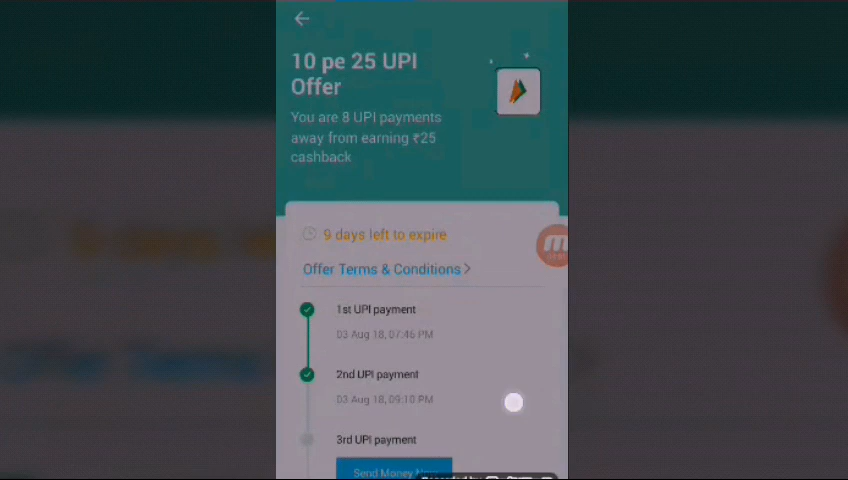 10 pe 25 UPI
Offer
You are 8 UPI payments
away from earning ₹25
cashback
9 days left to expire
Offer Terms & Conditions >
1st UPI payment
03 Aug 18, 07:46 PM
2nd UPI payment
03 Aug 18, 09:10 PM
3rd UPI payment
Send Money